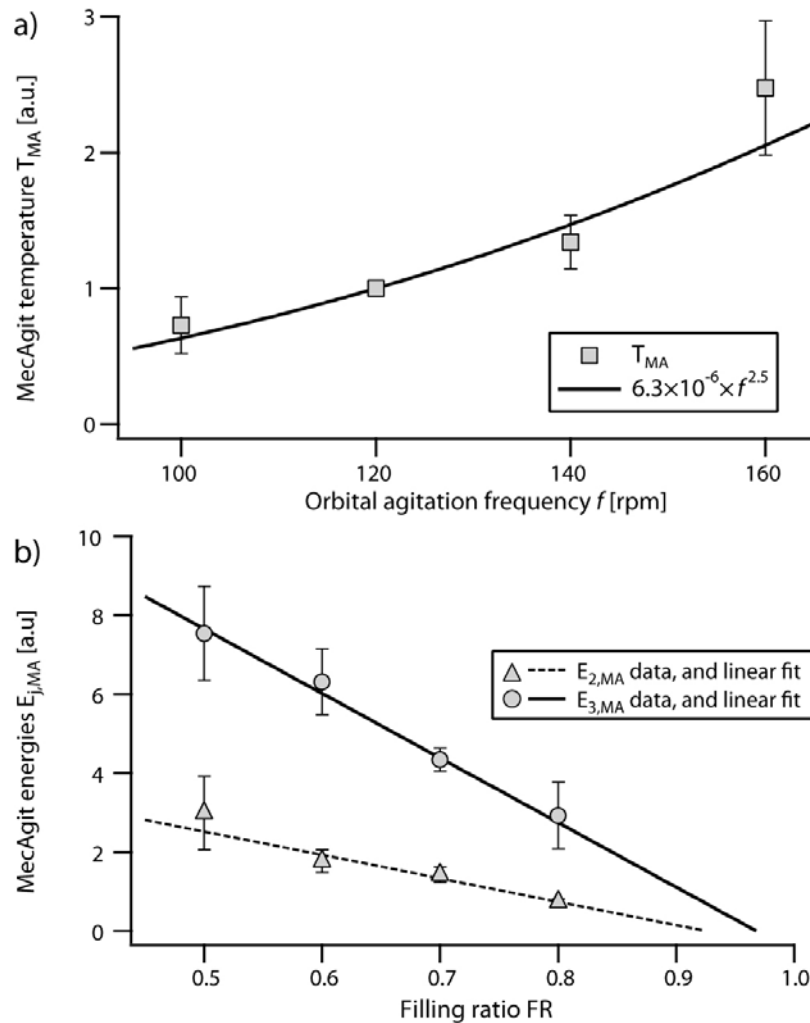 a)
MecAgit temperature T_MA [a.u.]
3
2
1
0
T_MA
6.3×10^-6×f^2.5
100 120 140 160
Orbital agitation frequency f [rpm]
b)
MecAgit energies E_j,MA [a.u]
10
8
6
4
2
0
E_2,MA data, and linear fit
E_3,MA data, and linear fit
0.5 0.6 0.7 0.8 0.9 1.0
Filling ratio FR